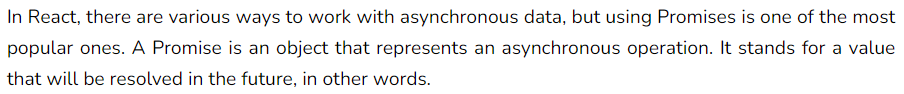 In React, there are various ways to work with asynchronous data, but using Promises is one of the most
popular ones. A Promise is an object that represents an asynchronous operation. It stands for a value
that will be resolved in the future, in other words.